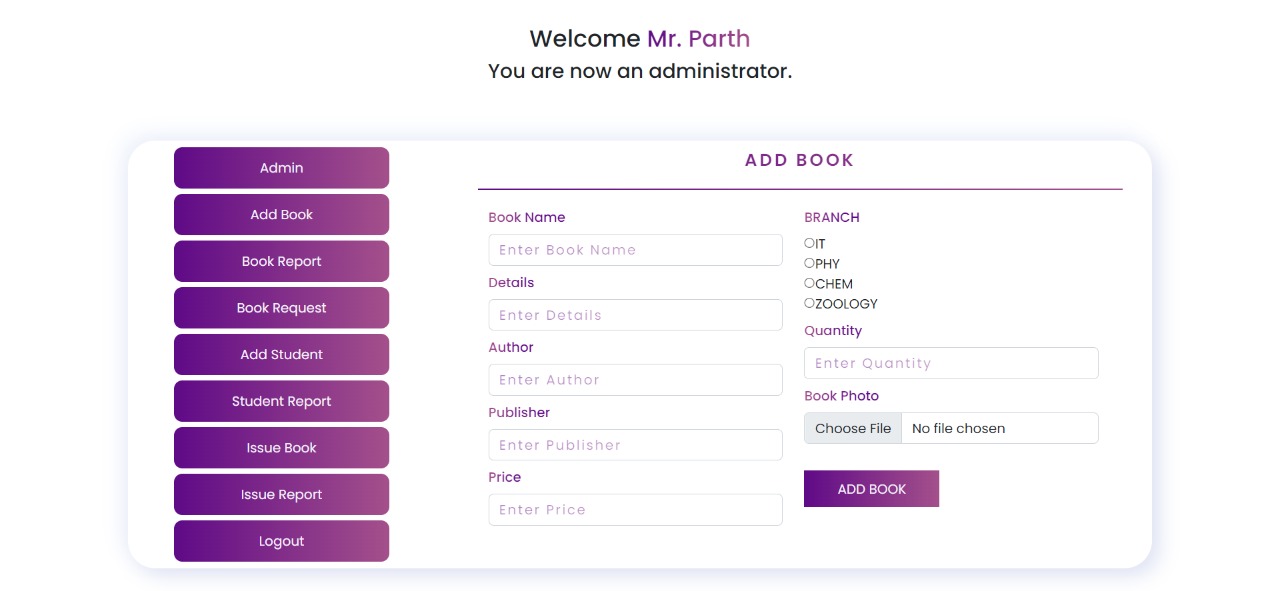 Welcome Mr. Parth
You are now an administrator.
Admin
Add Book
Book Report
Book Request
Add Student
Student Report
Issue Book
Issue Report
Logout
ADD BOOK
Book Name
Enter Book Name
Details
Enter Details
Author
Enter Author
Publisher
Enter Publisher
Price
Enter Price
BRANCH
IT
PHY
CHEM
ZOOLOGY
Quantity
Enter Quantity
Book Photo
Choose File No file chosen
ADD BOOK